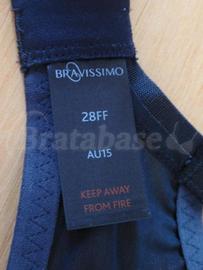 BRAVISSIMO
28FF
Bratabase
AU15
KEEP AWAY
FROM FIRE